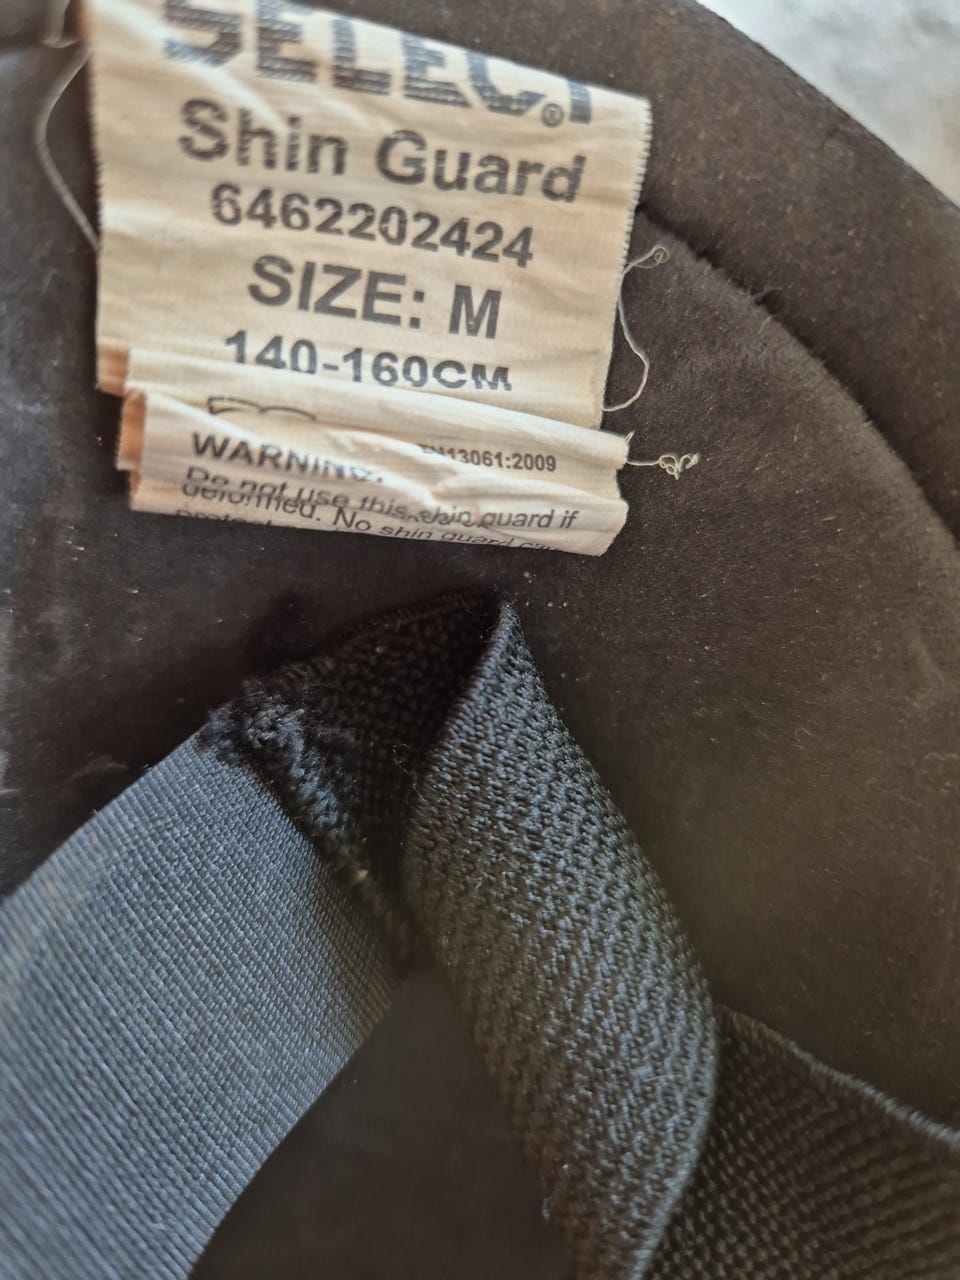 SELECT®
Shin Guard
6462202424
SIZE: M
140-160CM
WARNING: EN13061:2009
Do not use this shin guard if
deformed. No shin guard can